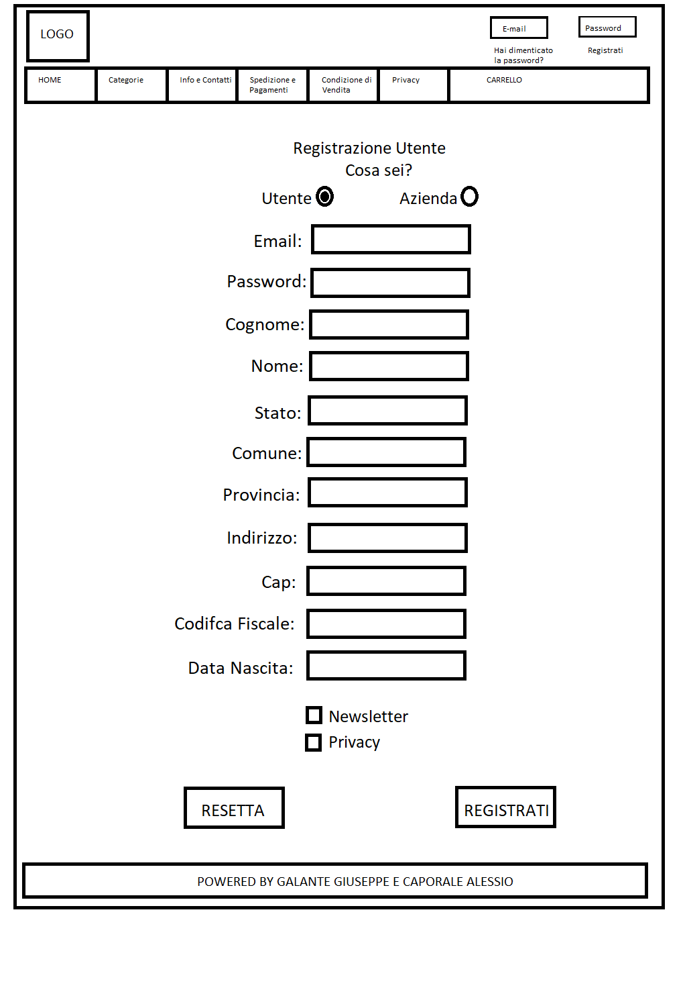 LOGO
E-mail
Password
Hai dimenticato
la password?
Registrati
HOME
Categorie
Info e Contatti
Spedizione e
Pagamenti
Condizione di
Vendita
Privacy
CARRELLO
Registrazione Utente
Cosa sei?
Utente
Azienda
Email:
Password:
Cognome:
Nome:
Stato:
Comune:
Provincia:
Indirizzo:
Cap:
Codifca Fiscale:
Data Nascita:
Newsletter
Privacy
RESETTA
REGISTRATI
POWERED BY GALANTE GIUSEPPE E CAPORALE ALESSIO